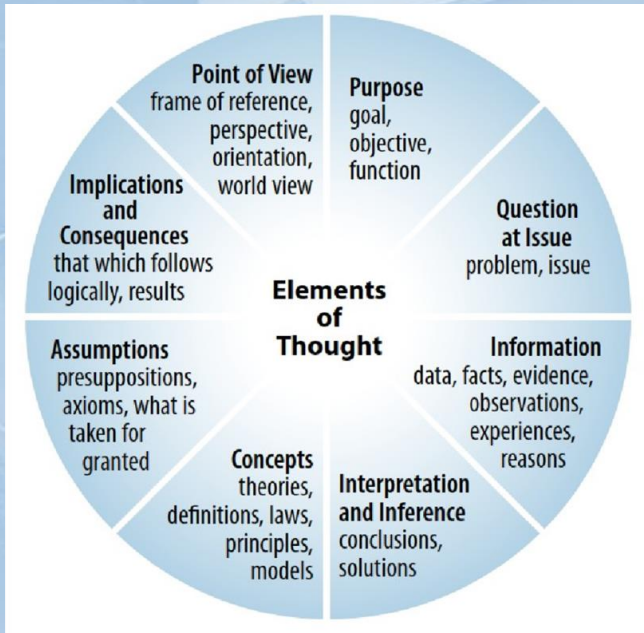 Point of View
frame of reference,
perspective,
orientation,
world view
Purpose
goal,
objective,
function
Question
at Issue
problem, issue
Information
data, facts, evidence,
observations,
experiences,
reasons
Interpretation
and Inference
conclusions,
solutions
Concepts
theories,
definitions, laws,
principles,
models
Assumptions
presuppositions,
axioms, what is
taken for
granted
Implications
and
Consequences
that which follows
logically, results
Elements
of
Thought